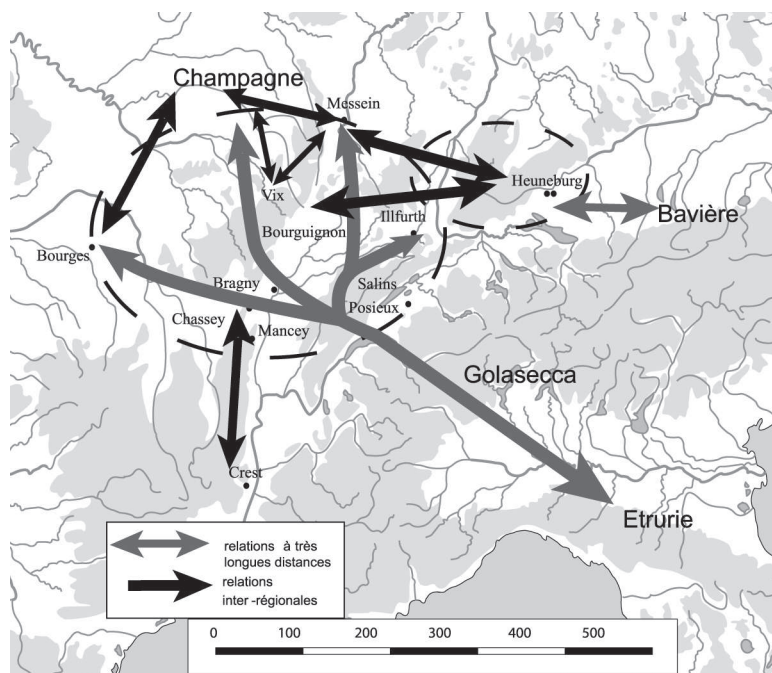 Champagne
Messein
Vix
Heuneburg
Bavière
Illfurth
Bourguignon
Bourges
Bragny
Salins
Chassey
Posieux
Mancey
Golasecca
Crest
Etrurie
relations à très
longues distances
relations
inter -régionales
0 100 200 300 400 500